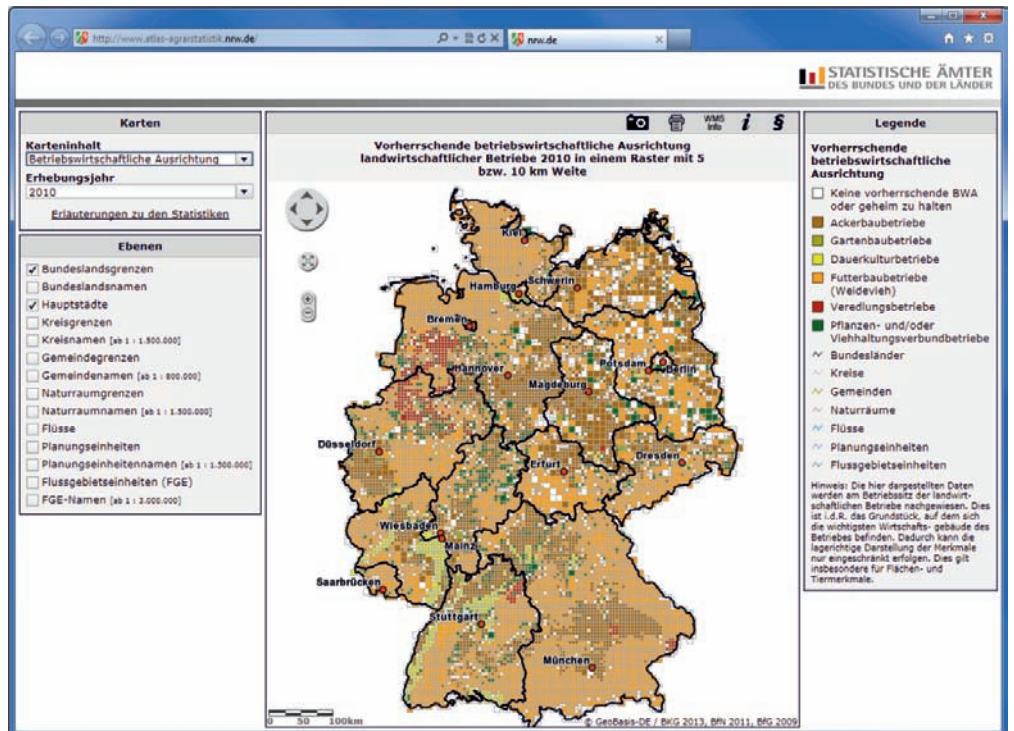 http://www.atlas-agrarstatistik.nrw.de/
nrw.de
STATISTISCHE ÄMTER
DES BUNDES UND DER LÄNDER
Karten
Karteninhalt
Betriebswirtschaftliche Ausrichtung
Erhebungsjahr
2010
Erläuterungen zu den Statistiken
Ebenen
Bundeslandsgrenzen
Bundeslandsnamen
Hauptstädte
Kreisgrenzen
Kreisnamen [ab 1 : 1.500.000]
Gemeindegrenzen
Gemeindenamen [ab 1 : 800.000]
Naturraumgrenzen
Naturraumnamen [ab 1 : 1.500.000]
Flüsse
Planungseinheiten
Planungseinheitennamen [ab 1 : 1.500.000]
Flussgebietseinheiten (FGE)
FGE-Namen [ab 1 : 3.000.000]
WMS
Info
i
§
Vorherrschende betriebswirtschaftliche Ausrichtung
landwirtschaftlicher Betriebe 2010 in einem Raster mit 5
bzw. 10 km Weite
Kiel
Schwerin
Hamburg
Bremen
Hannover
Potsdam
Berlin
Magdeburg
Düsseldorf
Erfurt
Dresden
Wiesbaden
Mainz
Saarbrücken
Stuttgart
München
0 50 100km
© GeoBasis-DE / BKG 2013, BfN 2011, BfG 2009
Legende
Vorherrschende
betriebswirtschaftliche
Ausrichtung
Keine vorherrschende BWA
oder geheim zu halten
Ackerbaubetriebe
Gartenbaubetriebe
Dauerkulturbetriebe
Futterbaubetriebe
(Weidevieh)
Veredlungsbetriebe
Pflanzen- und/oder
Viehhaltungsverbundbetriebe
Bundesländer
Kreise
Gemeinden
Naturräume
Flüsse
Planungseinheiten
Flussgebietseinheiten
Hinweis: Die hier dargestellten Daten
werden am Betriebssitz der landwirt-
schaftlichen Betriebe nachgewiesen. Dies
ist i.d.R. das Grundstück, auf dem sich
die wichtigsten Wirtschafts- gebäude des
Betriebes befinden. Dadurch kann die
lagerichtige Darstellung der Merkmale
nur eingeschränkt erfolgen. Dies gilt
insbesondere für Flächen- und
Tiermerkmale.